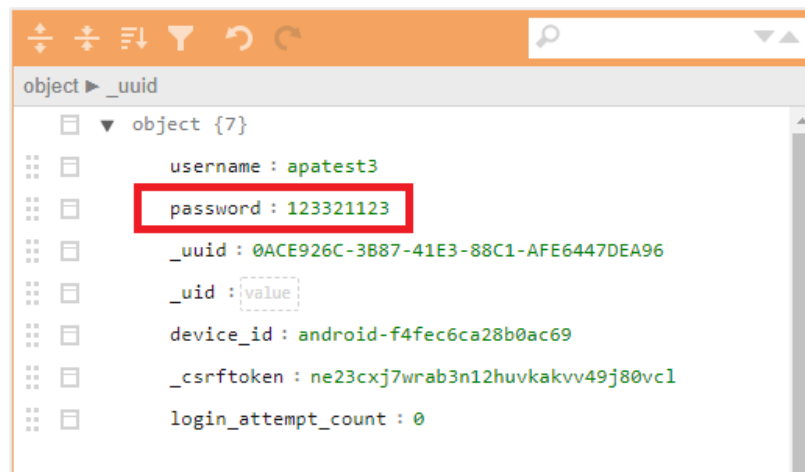 object ▶ _uuid
▼ object {7}
username : apatest3
password : 123321123
_uuid : 0ACE926C-3B87-41E3-88C1-AFE6447DEA96
_uid : value
device_id : android-f4fec6ca28b0ac69
_csrftoken : ne23cxj7wrab3n12huvkakvv49j80vcl
login_attempt_count : 0